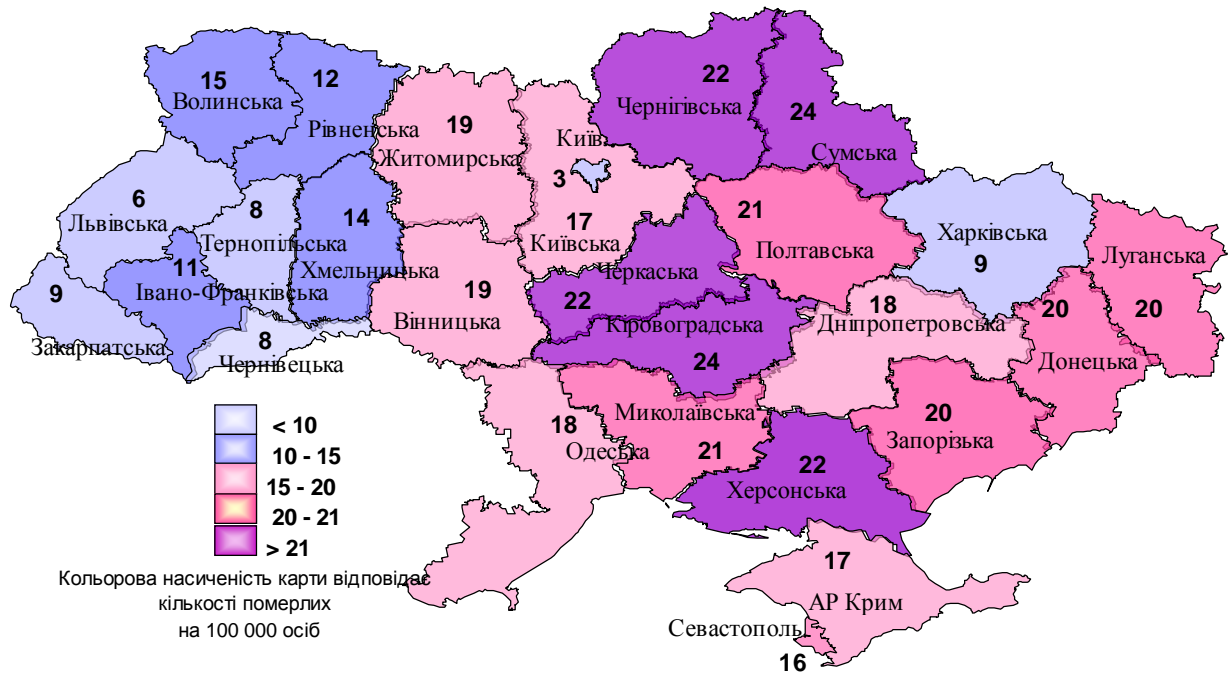 15
Волинська
12
Рівненська
19
Житомирська
Київ
3
17
Київська
22
Чернігівська
24
Сумська
6
Львівська
8
Тернопільська
14
Хмельницька
11
Івано-Франківська
9
Закарпатська
8
Чернівецька
19
Вінницька
Черкаська
22
Кіровоградська
24
21
Полтавська
Харківська
9
Луганська
20
18
Дніпропетровська
20
Донецька
20
Запорізька
Миколаївська
21
18
Одеська
22
Херсонська
17
АР Крим
Севастополь
16
< 10
10 - 15
15 - 20
20 - 21
> 21
Кольорова насиченість карти відповідає
кількості померлих
на 100 000 осіб